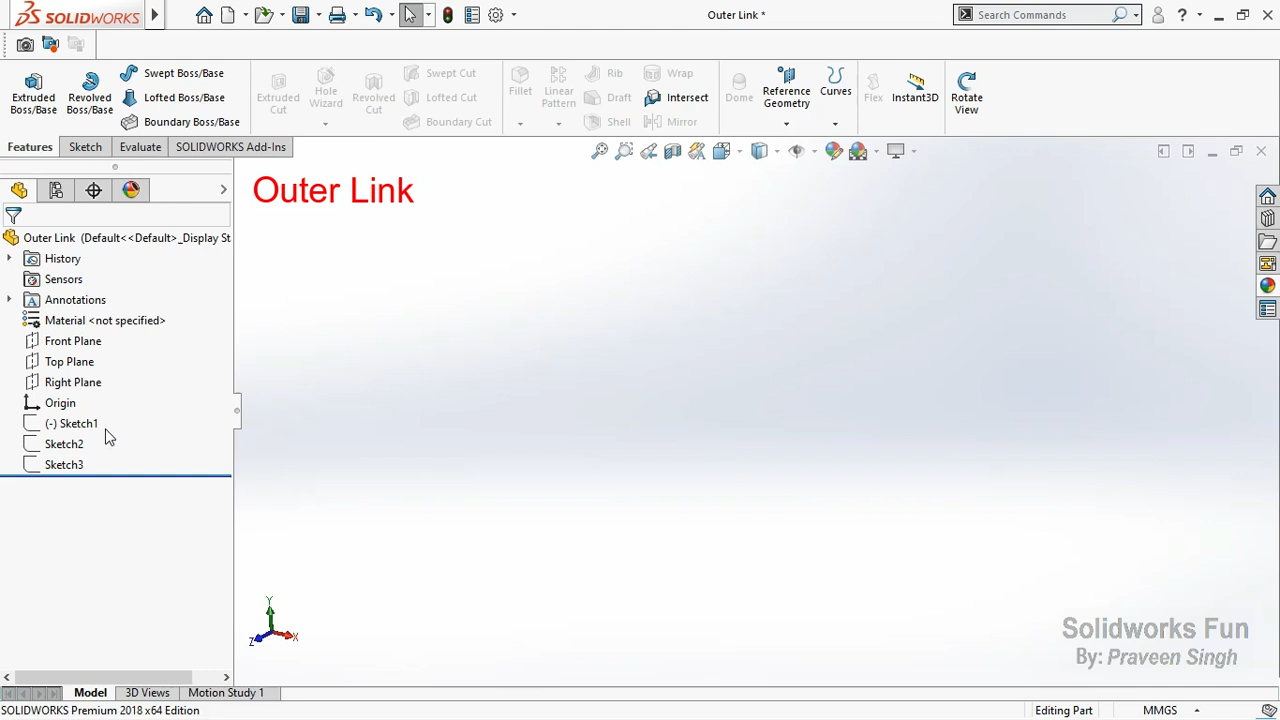 SOLIDWORKS
Outer Link *
Search Commands
?
Extruded Boss/Base
Revolved Boss/Base
Swept Boss/Base
Lofted Boss/Base
Boundary Boss/Base
Extruded Cut
Hole Wizard
Revolved Cut
Swept Cut
Lofted Cut
Boundary Cut
Fillet
Linear Pattern
Rib
Draft
Shell
Wrap
Intersect
Mirror
Dome
Reference Geometry
Curves
Flex
Instant3D
Rotate View
Features
Sketch
Evaluate
SOLIDWORKS Add-Ins
Outer Link
Outer Link (Default<<Default>_Display St
History
Sensors
Annotations
Material <not specified>
Front Plane
Top Plane
Right Plane
Origin
(-) Sketch1
Sketch2
Sketch3
Y
Z
X
Solidworks Fun
By: Praveen Singh
Model
3D Views
Motion Study 1
SOLIDWORKS Premium 2018 x64 Edition
Editing Part
MMGS